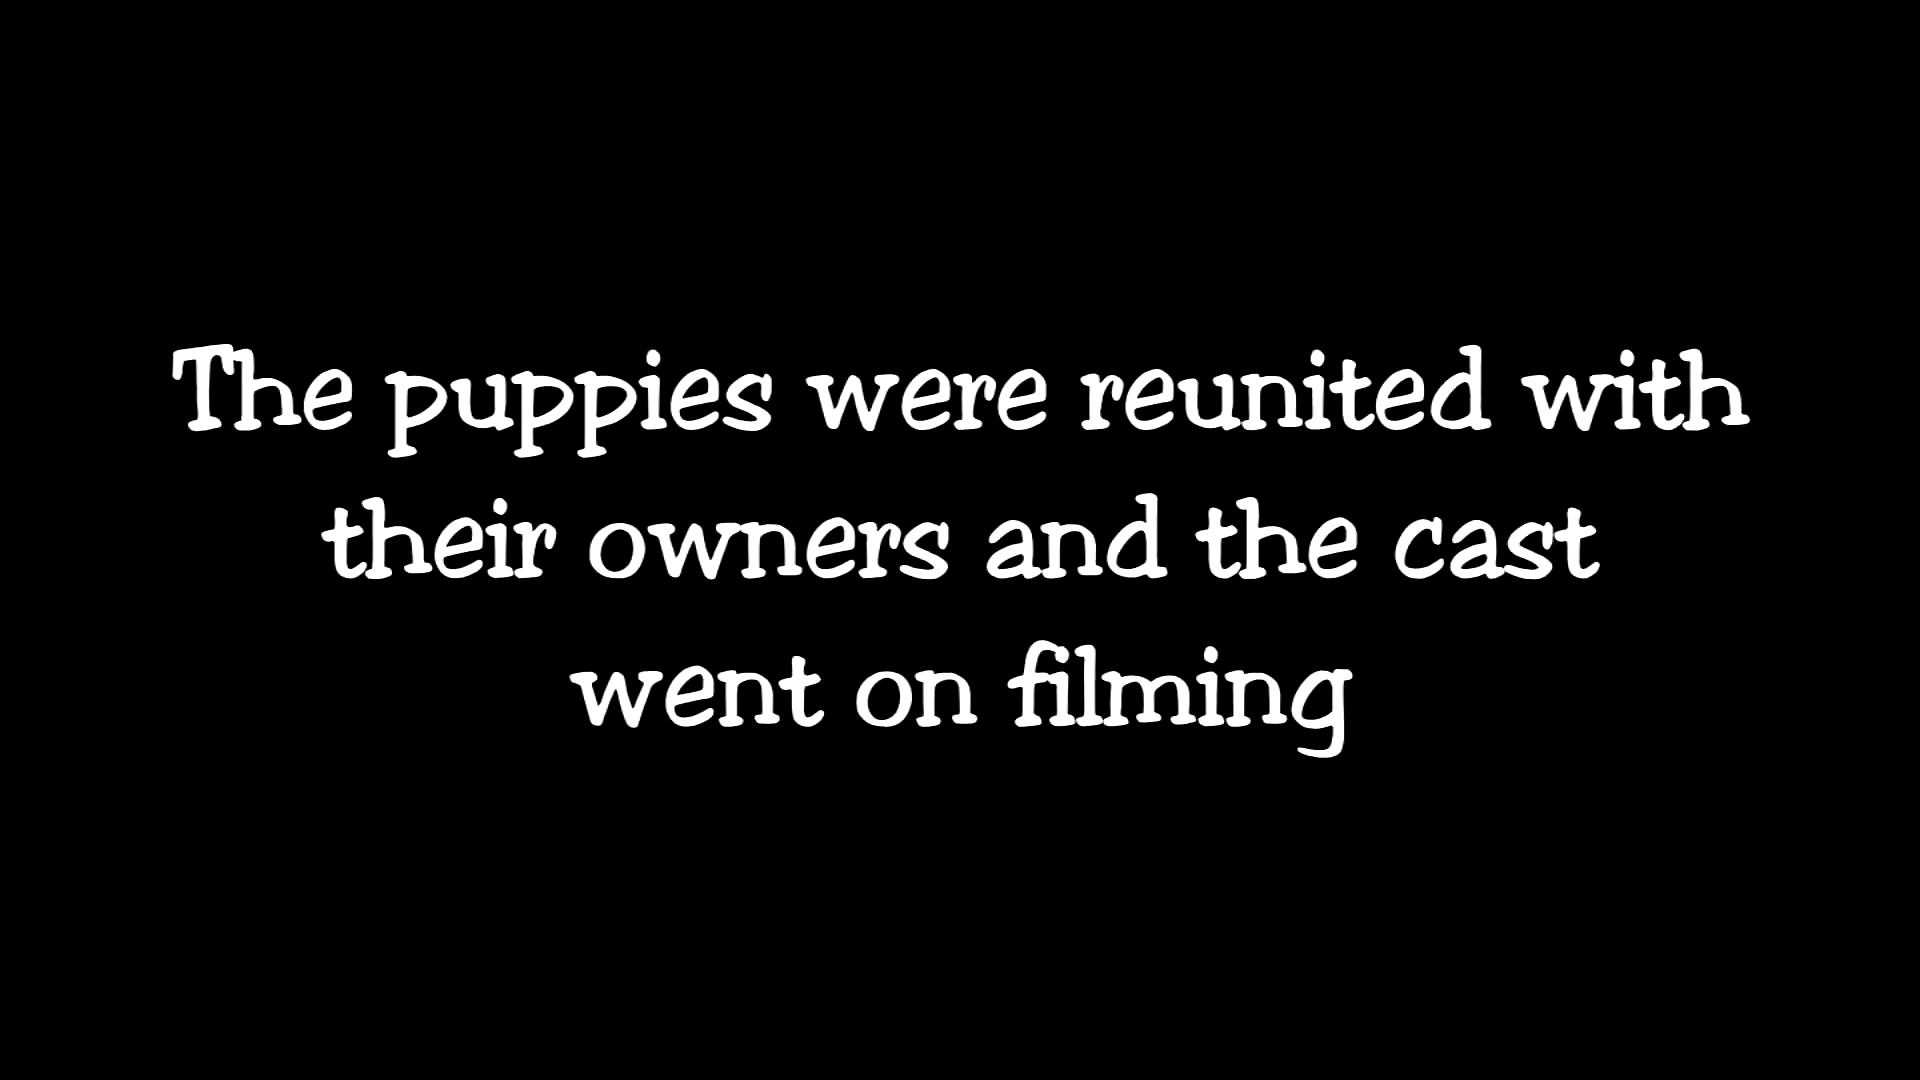 The puppies were reunited with
their owners and the cast
went on filming